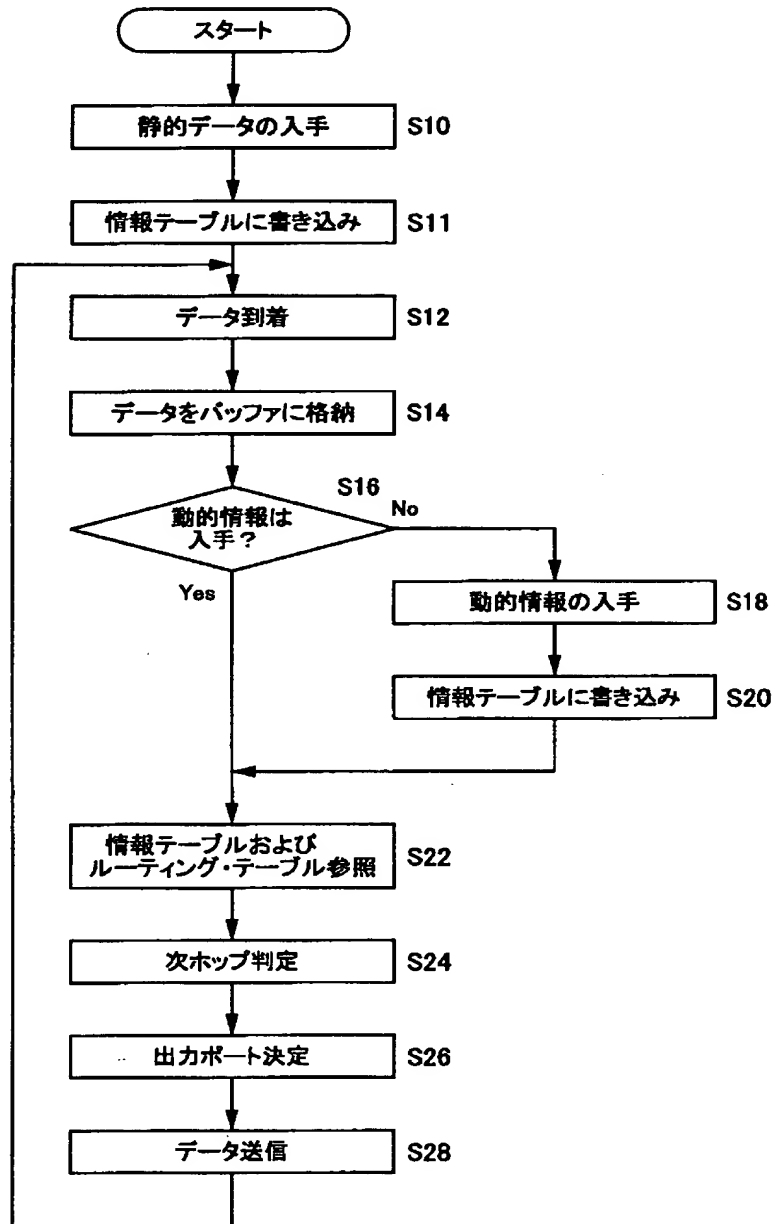 スタート
静的データの入手 S10
情報テーブルに書き込み S11
データ到着 S12
データをバッファに格納 S14
S16
動的情報は
入手？
No
Yes
動的情報の入手 S18
情報テーブルに書き込み S20
情報テーブルおよび
ルーティング・テーブル参照 S22
次ホップ判定 S24
出力ポート決定 S26
データ送信 S28